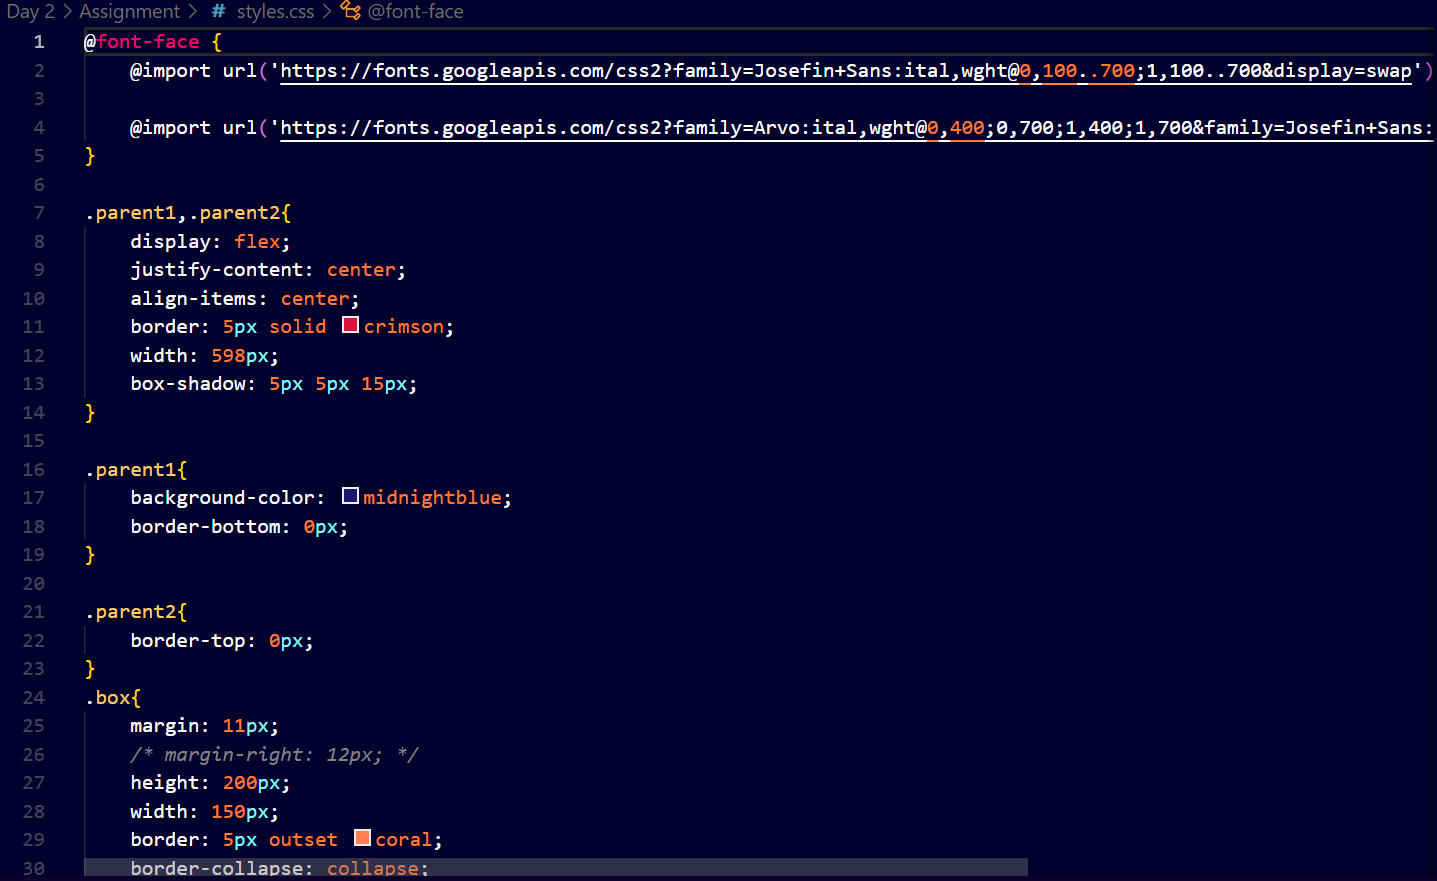 Day 2 > Assignment > # styles.css > @font-face
1 @font-face {
2 @import url('https://fonts.googleapis.com/css2?family=Josefin+Sans:ital,wght@0,100..700;1,100..700&display=swap')
3
4 @import url('https://fonts.googleapis.com/css2?family=Arvo:ital,wght@0,400;0,700;1,400;1,700&family=Josefin+Sans:
5 }
6
7 .parent1,.parent2{
8 display: flex;
9 justify-content: center;
10 align-items: center;
11 border: 5px solid crimson;
12 width: 598px;
13 box-shadow: 5px 5px 15px;
14 }
15
16 .parent1{
17 background-color: midnightblue;
18 border-bottom: 0px;
19 }
20
21 .parent2{
22 border-top: 0px;
23 }
24 .box{
25 margin: 11px;
26 /* margin-right: 12px; */
27 height: 200px;
28 width: 150px;
29 border: 5px outset coral;
30 border-collapse: collapse;